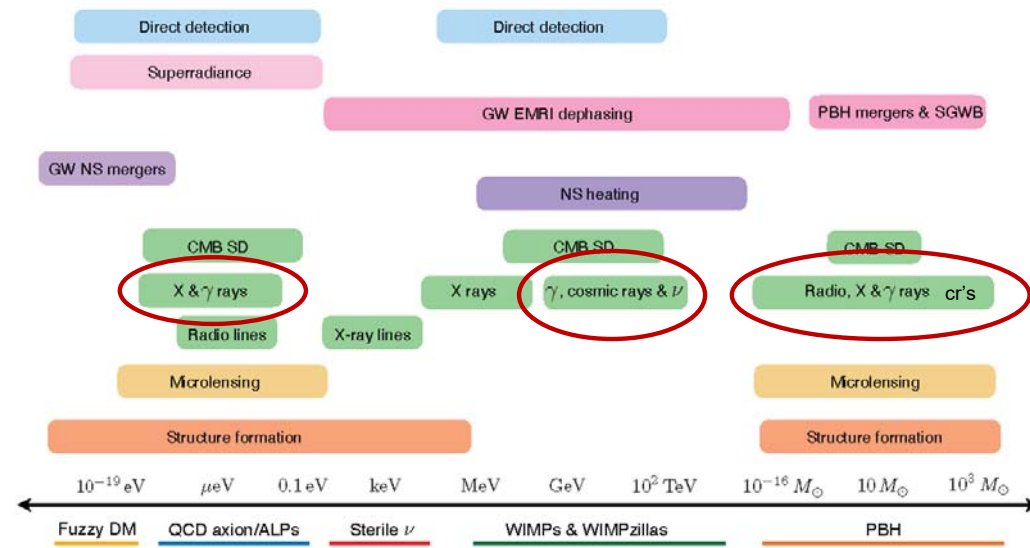 Direct detection Direct detection
Superradiance
GW EMRI dephasing PBH mergers & SGWB
GW NS mergers
NS heating
CMB SD CMB SD CMB SD
X & γ rays X rays γ, cosmic rays & ν Radio, X & γ rays cr's
Radio lines X-ray lines
Microlensing Microlensing
Structure formation Structure formation
10⁻¹⁹ eV μeV 0.1 eV keV MeV GeV 10² TeV 10⁻¹⁶ M⊙ 10 M⊙ 10³ M⊙
Fuzzy DM QCD axion/ALPs Sterile ν WIMPs & WIMPzillas PBH